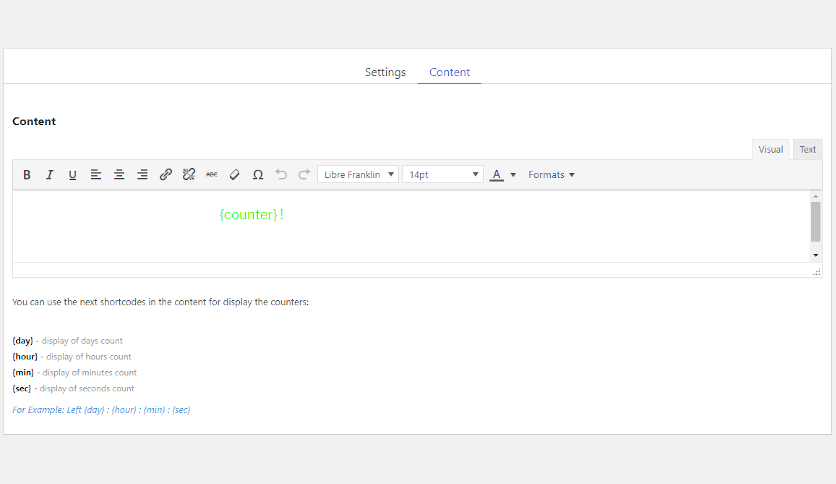 Settings Content
Content
Visual Text
B I U ABC Ω Libre Franklin 14pt A Formats
{counter}!
You can use the next shortcodes in the content for display the counters:
{day} - display of days count
{hour} - display of hours count
{min} - display of minutes count
{sec} - display of seconds count
For Example: Left {day} : {hour} : {min} : {sec}